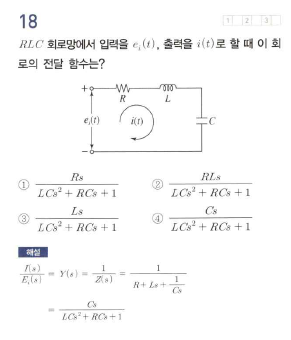 18
1 2 3
RLC 회로망에서 입력을 e_i(t), 출력을 i(t)로 할 때 이 회
로의 전달 함수는?
+ R L
e_i(t) i(t) C
−
① Rs / (LCs² + RCs + 1) ② RLs / (LCs² + RCs + 1)
③ Ls / (LCs² + RCs + 1) ④ Cs / (LCs² + RCs + 1)
해설
I(s) / E_i(s) = Y(s) = 1 / Z(s) = 1 / (R + Ls + 1 / Cs)
= Cs / (LCs² + RCs + 1)